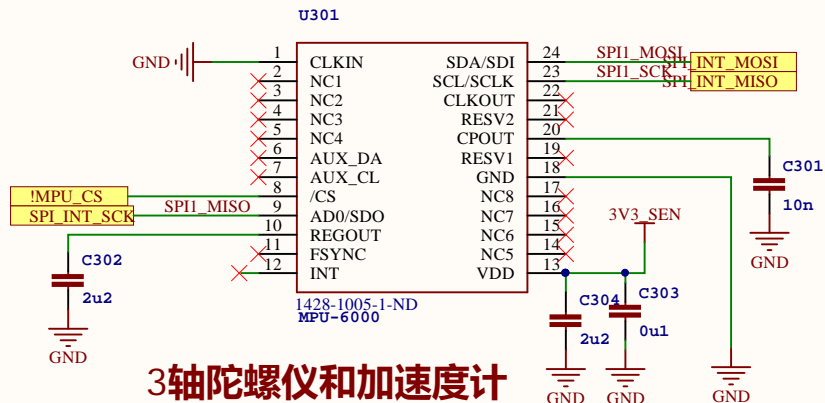 U301
GND
1 CLKIN SDA/SDI 24 SPI1_MOSI SPI_INT_MOSI
2 NC1 SCL/SCLK 23 SPI1_SCK SPI_INT_MISO
3 NC2 CLKOUT 22
4 NC3 RESV2 21
5 NC4 CPOUT 20
6 AUX_DA RESV1 19
7 AUX_CL GND 18
!MPU_CS 8 /CS NC8 17
SPI_INT_SCK SPI1_MISO 9 AD0/SDO NC7 16
10 REGOUT NC6 15
11 FSYNC NC5 14
12 INT VDD 13
3V3_SEN
C301
10n
GND
C302
2u2
GND
1428-1005-1-ND
MPU-6000
C304
2u2
GND
C303
0u1
GND
GND
3轴陀螺仪和加速度计